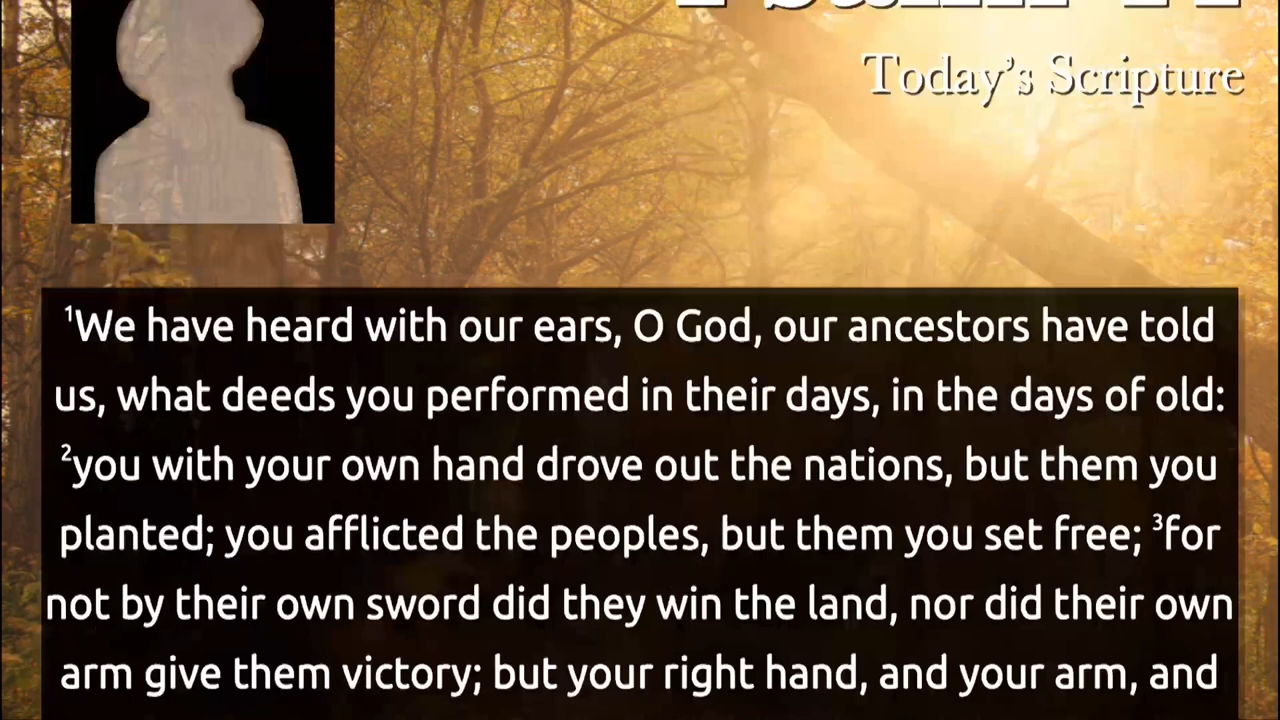 Today's Scripture
¹We have heard with our ears, O God, our ancestors have told
us, what deeds you performed in their days, in the days of old:
²you with your own hand drove out the nations, but them you
planted; you afflicted the peoples, but them you set free; ³for
not by their own sword did they win the land, nor did their own
arm give them victory; but your right hand, and your arm, and